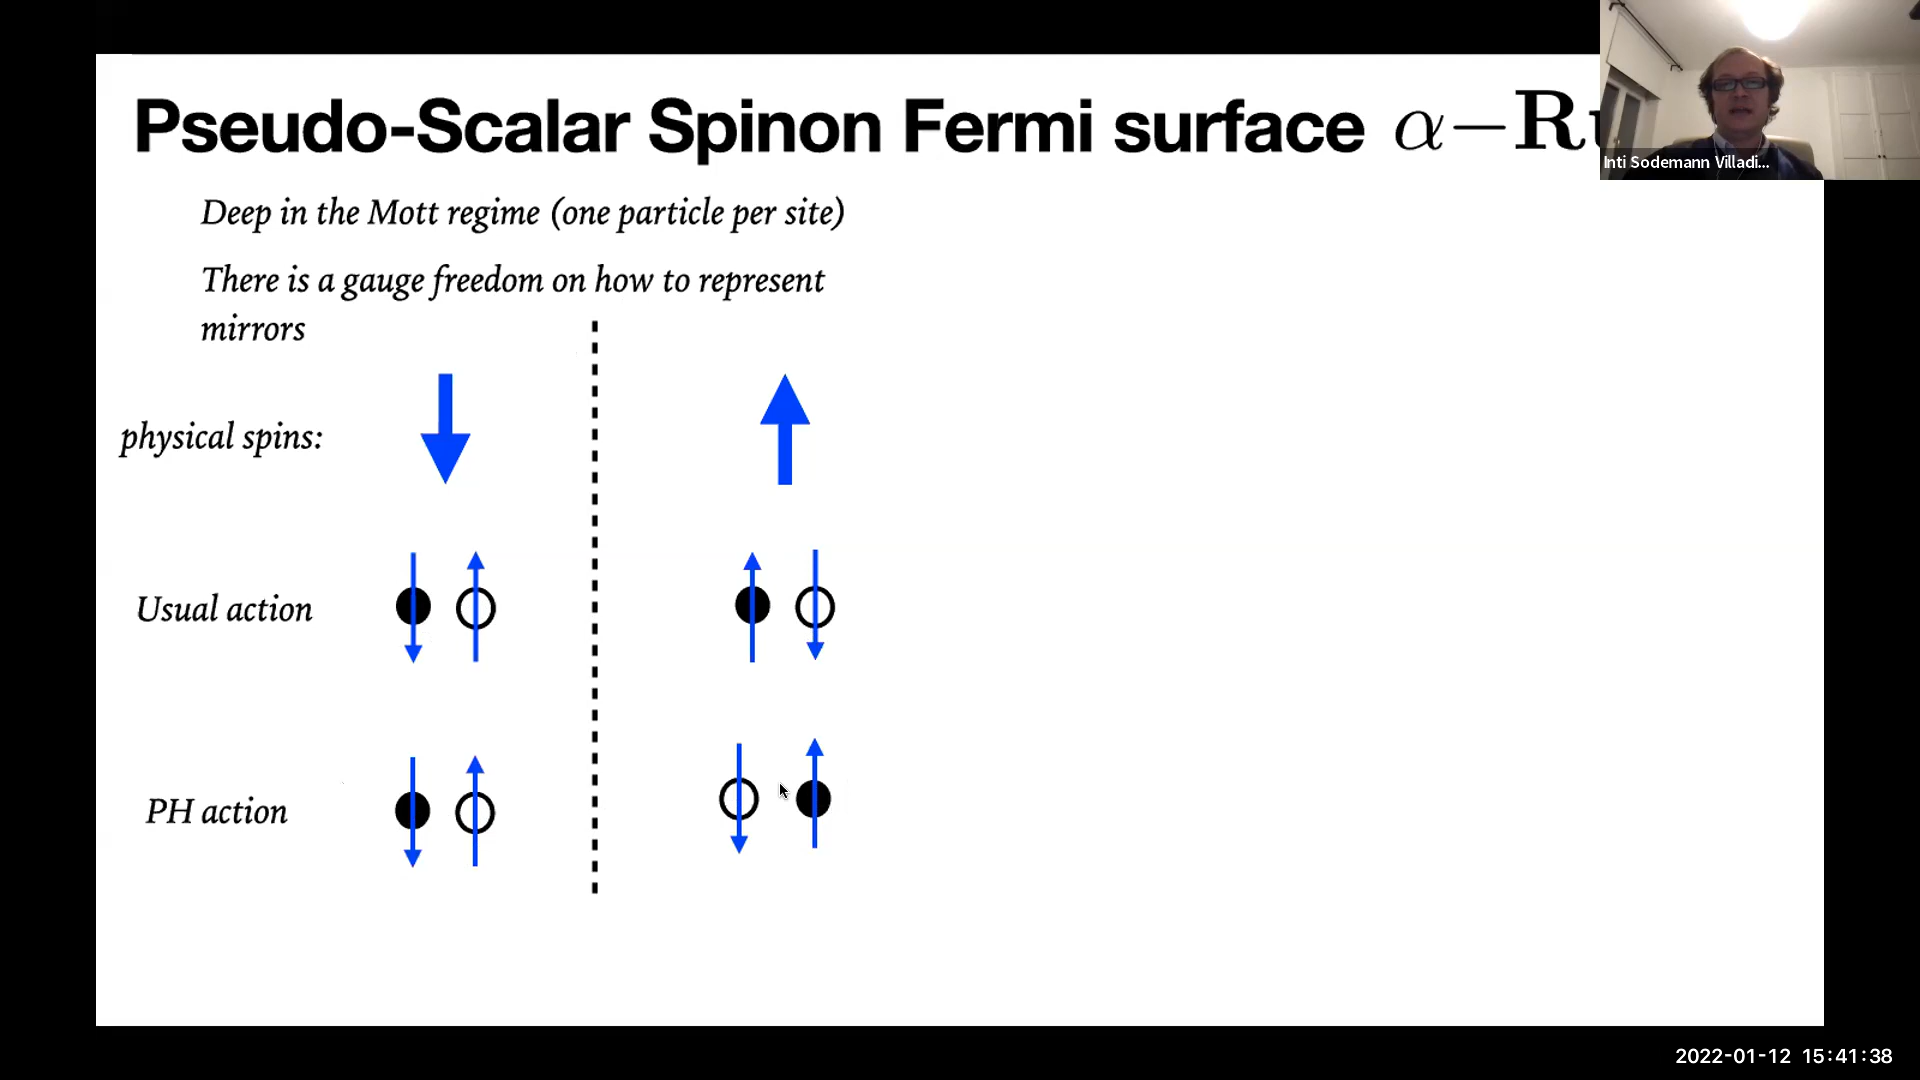 Pseudo-Scalar Spinon Fermi surface α−Ru
Inti Sodemann Villadi...
Deep in the Mott regime (one particle per site)
There is a gauge freedom on how to represent
mirrors
physical spins:
Usual action
PH action
2022-01-12 15:41:38